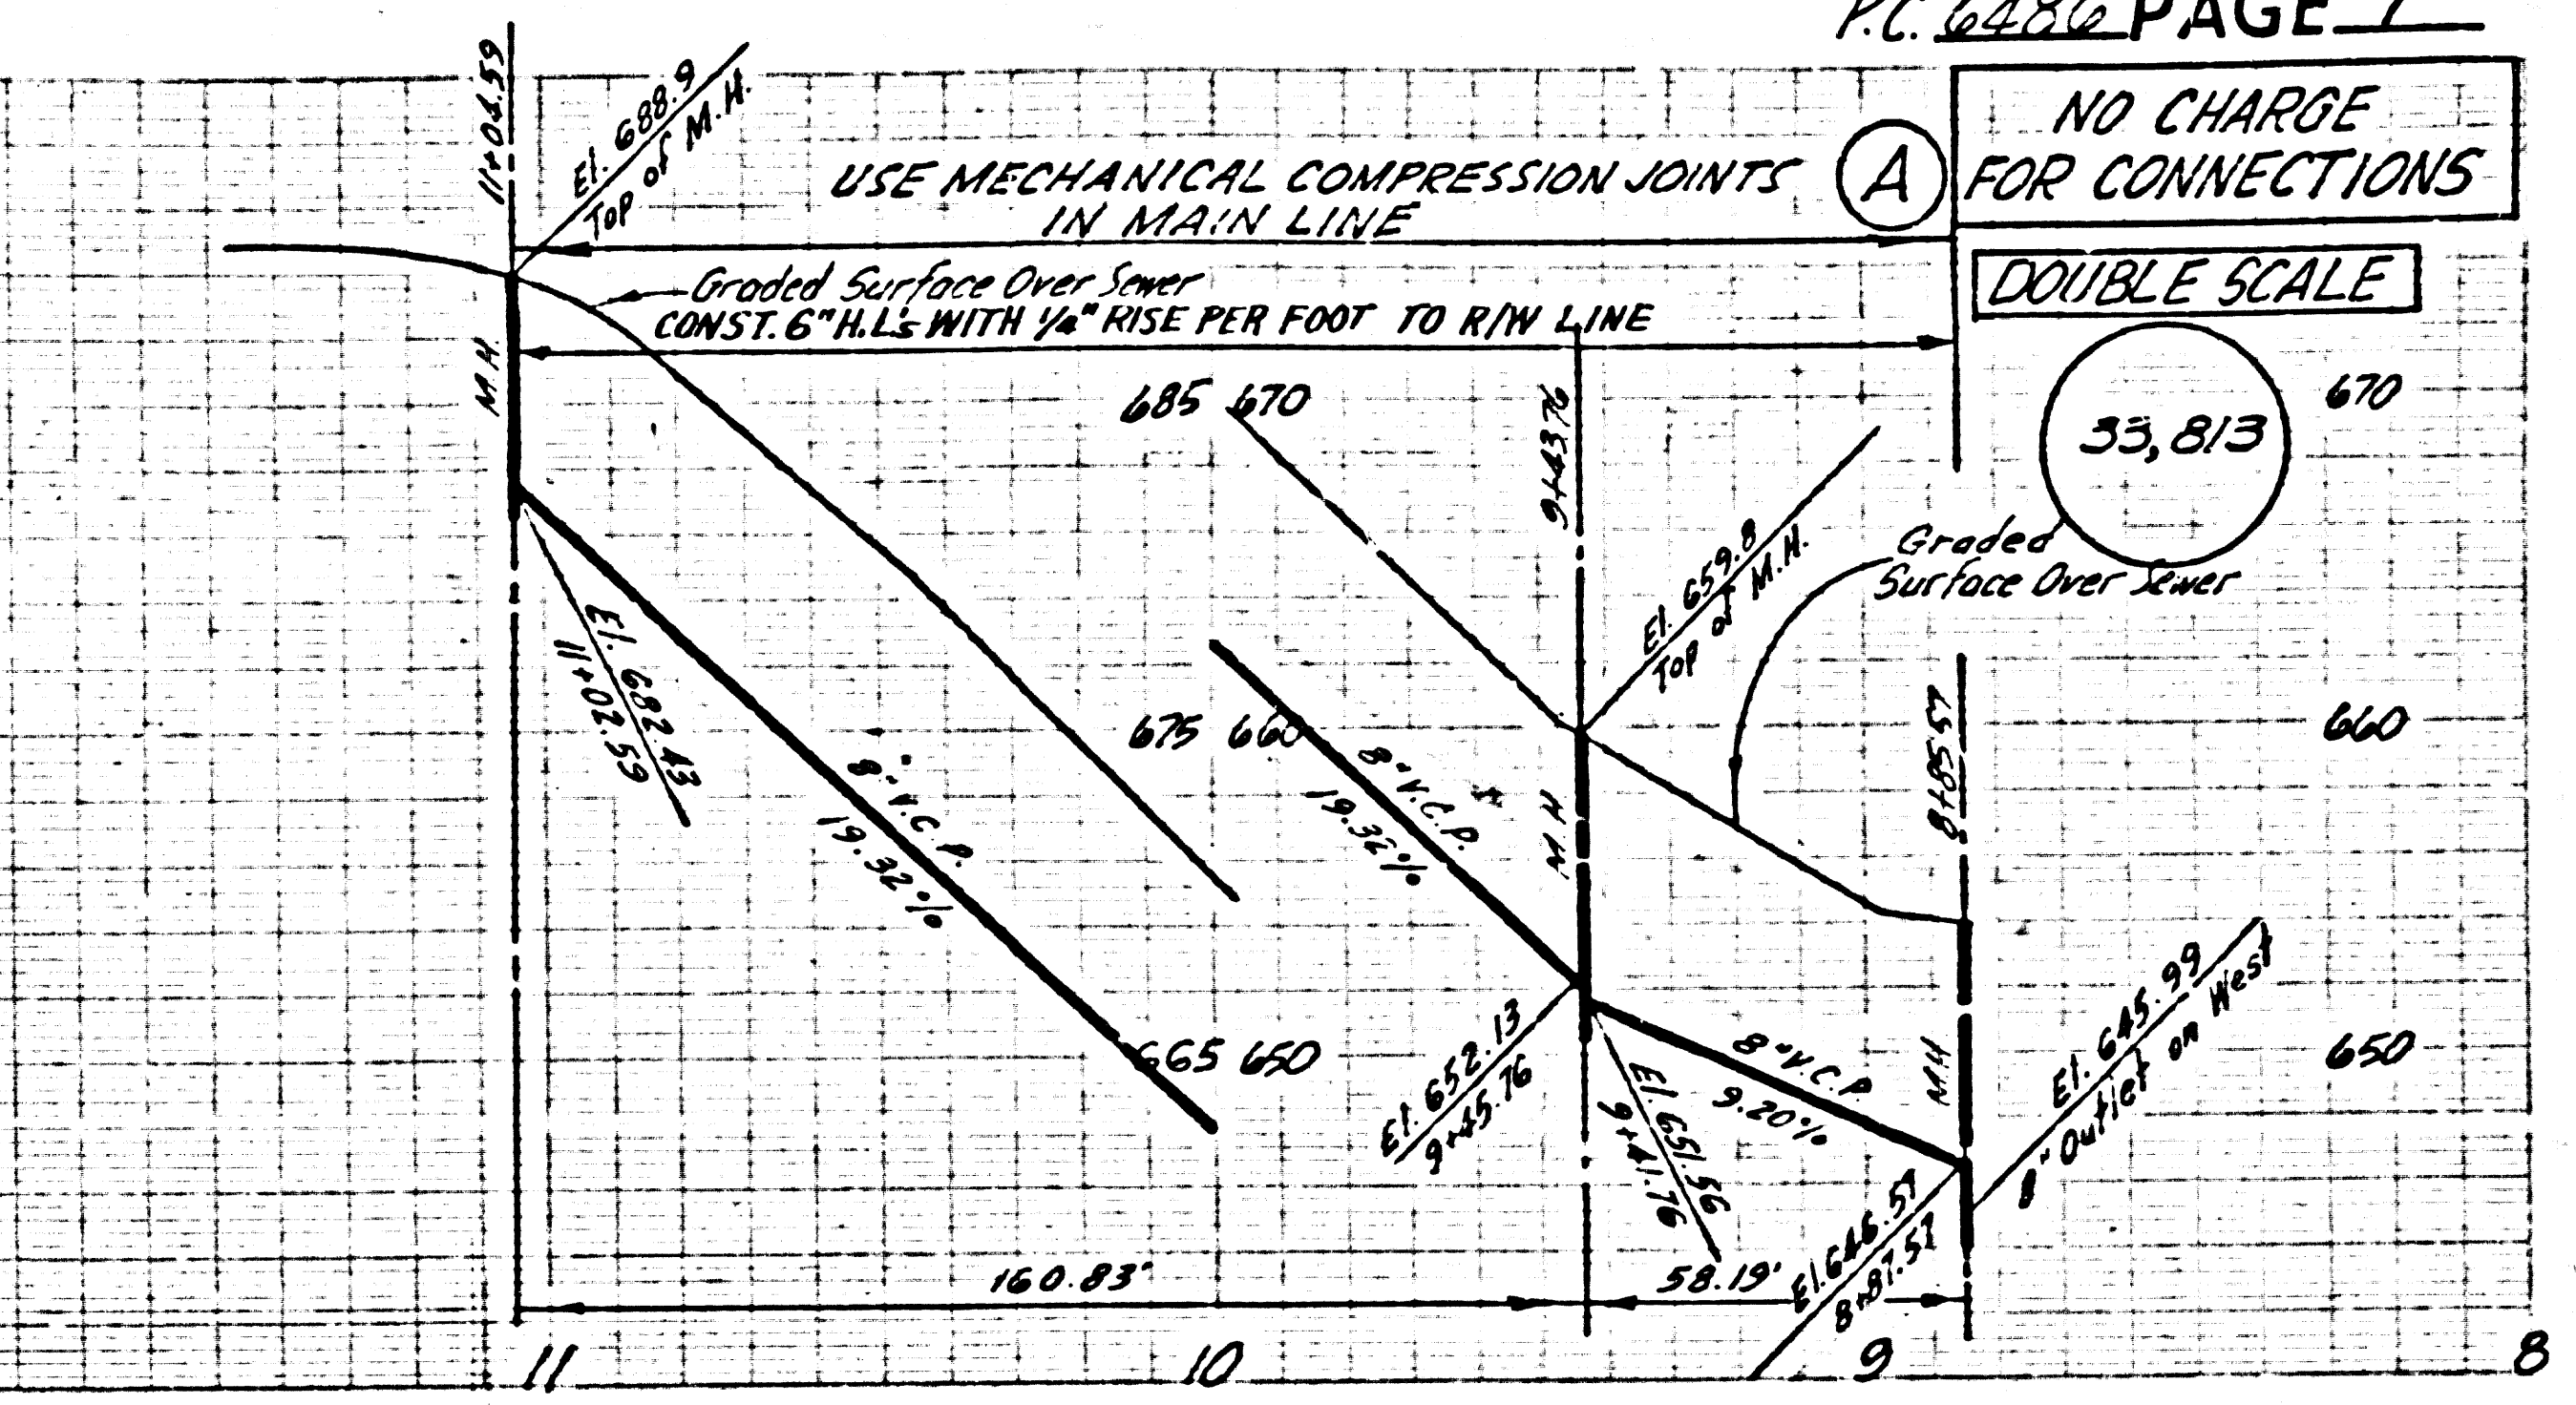 P.C. 6486 PAGE 1
NO CHARGE
FOR CONNECTIONS
DOUBLE SCALE
11+04.59
El. 688.9
Top of M.H.
USE MECHANICAL COMPRESSION JOINTS
IN MAIN LINE
A
Graded Surface Over Sewer
CONST. 6" H.L's WITH 1/4" RISE PER FOOT TO R/W LINE
M.H.
685 670
9+43.76
33,813
670
El. 659.8
Top of M.H.
Graded
Surface Over Sewer
El. 682.43
11+02.59
8" V.C.P.
19.32%
675 660
8" V.C.P.
19.32%
M.H
8+85.57
660
665 650
El. 652.13
9+45.76
El. 651.56
9+41.76
8" V.C.P
9.20%
M.H
El. 645.99
8" Outlet on West
650
160.83'
58.19'
El. 646.57
8+87.57
11
10
9
8